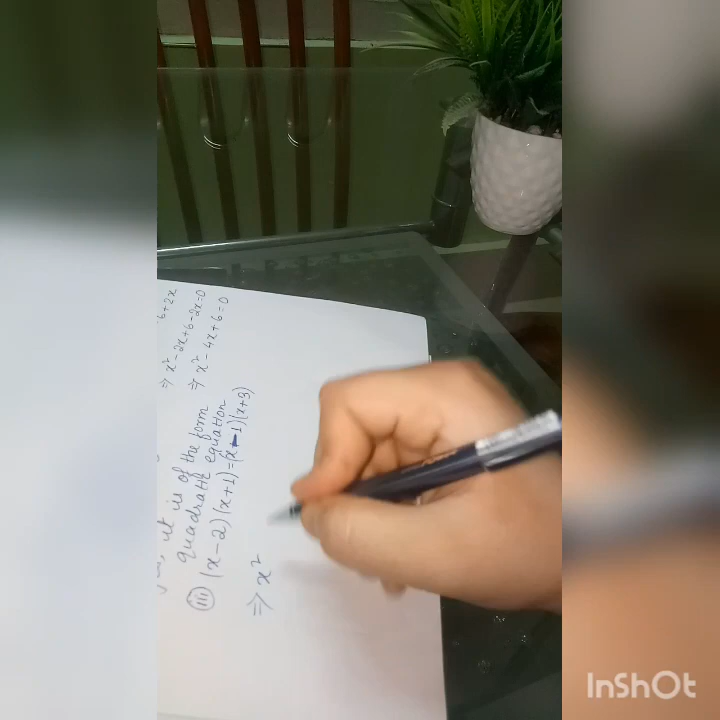 6+2x
⇒ x² - 2x + 6 - 2x = 0
⇒ x² - 4x + 6 = 0
it is of the form
quadratic equation
(iii) (x-2)(x+1) = (x-1)(x+3)
⇒ x²
InShOt